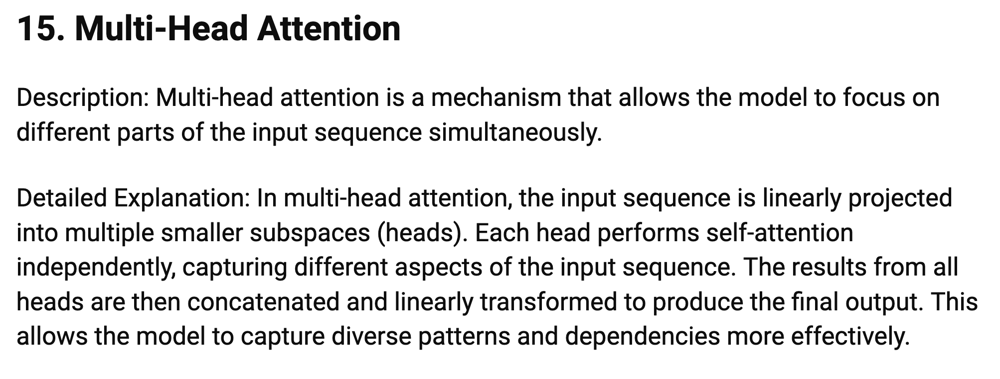 15. Multi-Head Attention
Description: Multi-head attention is a mechanism that allows the model to focus on
different parts of the input sequence simultaneously.
Detailed Explanation: In multi-head attention, the input sequence is linearly projected
into multiple smaller subspaces (heads). Each head performs self-attention
independently, capturing different aspects of the input sequence. The results from all
heads are then concatenated and linearly transformed to produce the final output. This
allows the model to capture diverse patterns and dependencies more effectively.